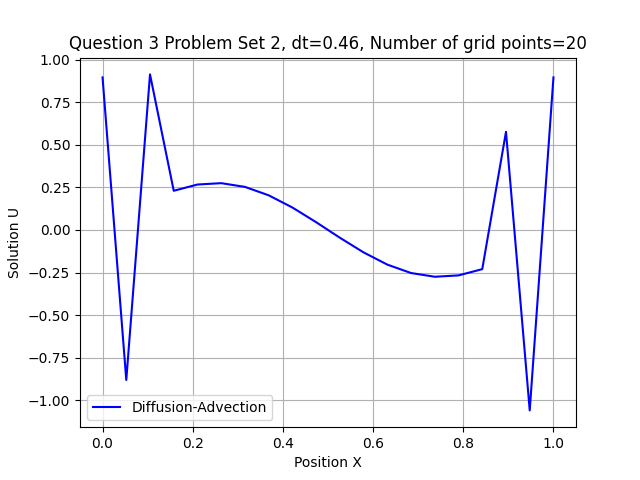 Question 3 Problem Set 2, dt=0.46, Number of grid points=20
1.00
0.75
0.50
0.25
0.00
−0.25
−0.50
−0.75
−1.00
Solution U
Diffusion-Advection
0.0 0.2 0.4 0.6 0.8 1.0
Position X